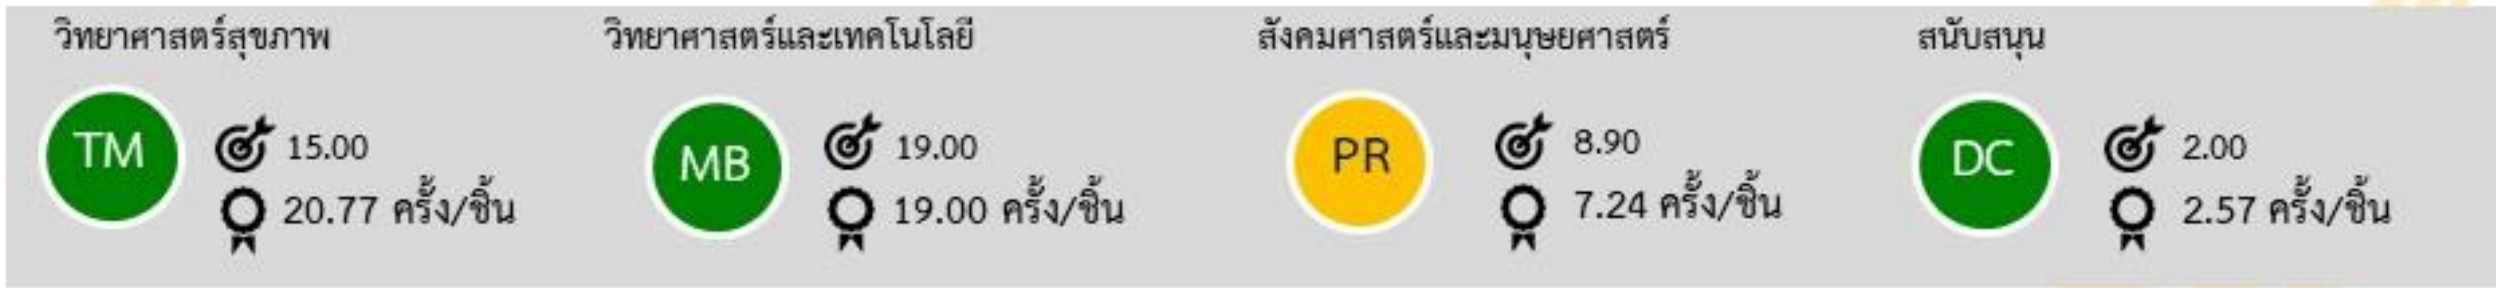 วิทยาศาสตร์สุขภาพ
TM
15.00
20.77 ครั้ง/ชิ้น
วิทยาศาสตร์และเทคโนโลยี
MB
19.00
19.00 ครั้ง/ชิ้น
สังคมศาสตร์และมนุษยศาสตร์
PR
8.90
7.24 ครั้ง/ชิ้น
สนับสนุน
DC
2.00
2.57 ครั้ง/ชิ้น